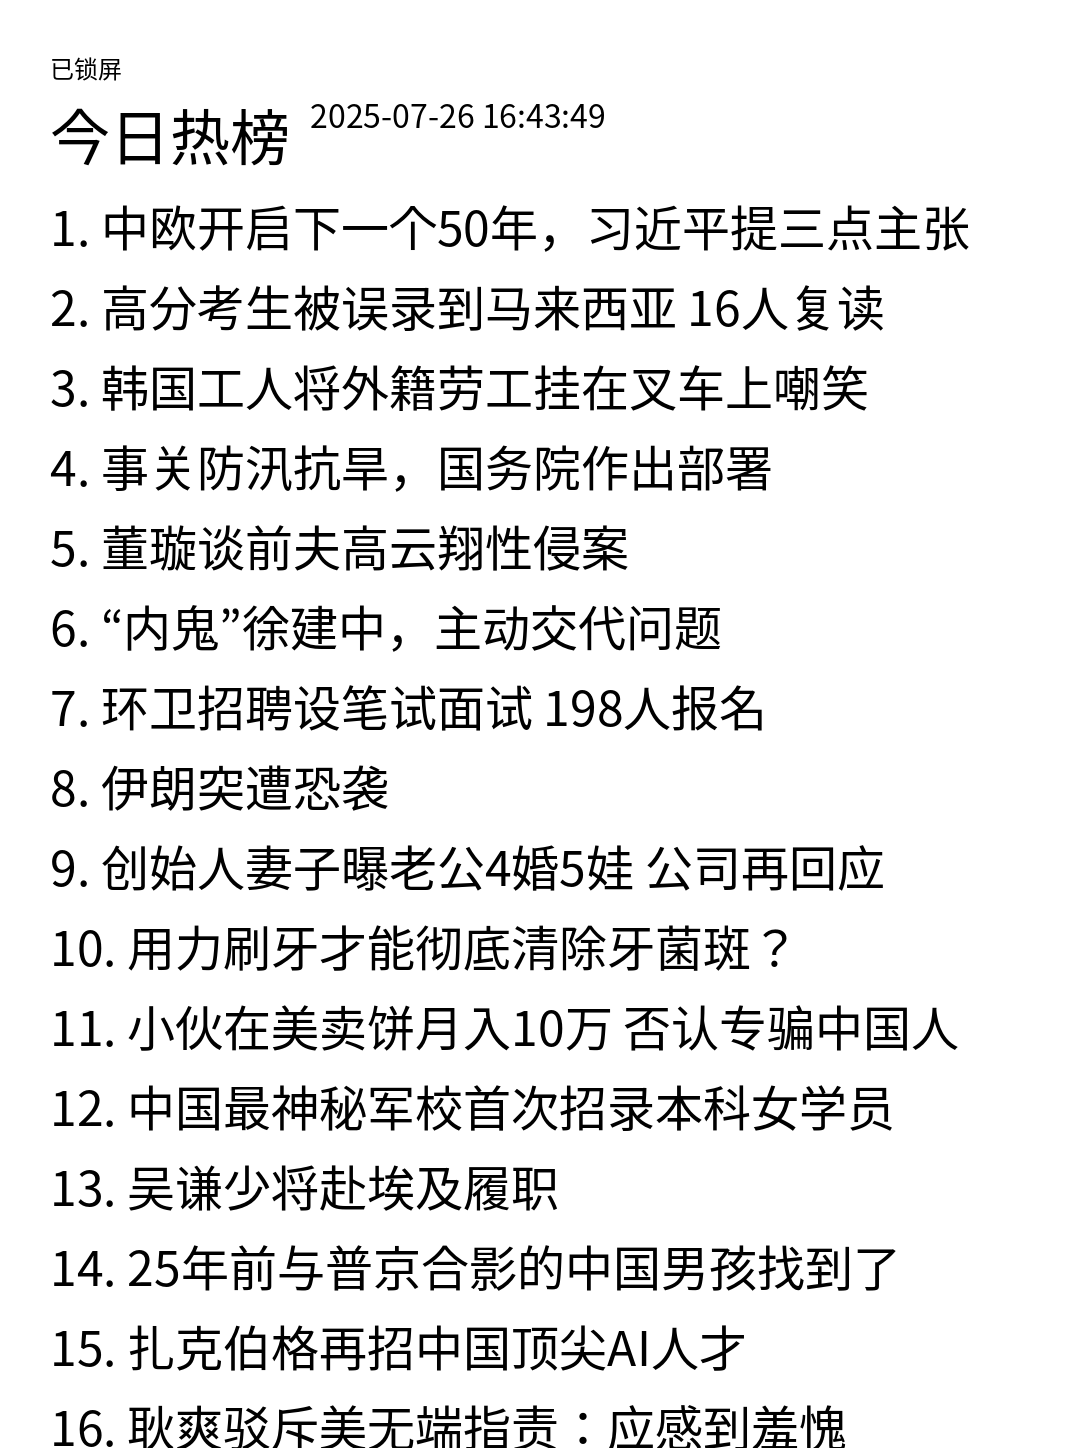 已锁屏
今日热榜 2025-07-26 16:43:49
1. 中欧开启下一个50年，习近平提三点主张
2. 高分考生被误录到马来西亚 16人复读
3. 韩国工人将外籍劳工挂在叉车上嘲笑
4. 事关防汛抗旱，国务院作出部署
5. 董璇谈前夫高云翔性侵案
6. “内鬼”徐建中，主动交代问题
7. 环卫招聘设笔试面试 198人报名
8. 伊朗突遭恐袭
9. 创始人妻子曝老公4婚5娃 公司再回应
10. 用力刷牙才能彻底清除牙菌斑？
11. 小伙在美卖饼月入10万 否认专骗中国人
12. 中国最神秘军校首次招录本科女学员
13. 吴谦少将赴埃及履职
14. 25年前与普京合影的中国男孩找到了
15. 扎克伯格再招中国顶尖AI人才
16. 耿爽驳斥美无端指责：应感到羞愧